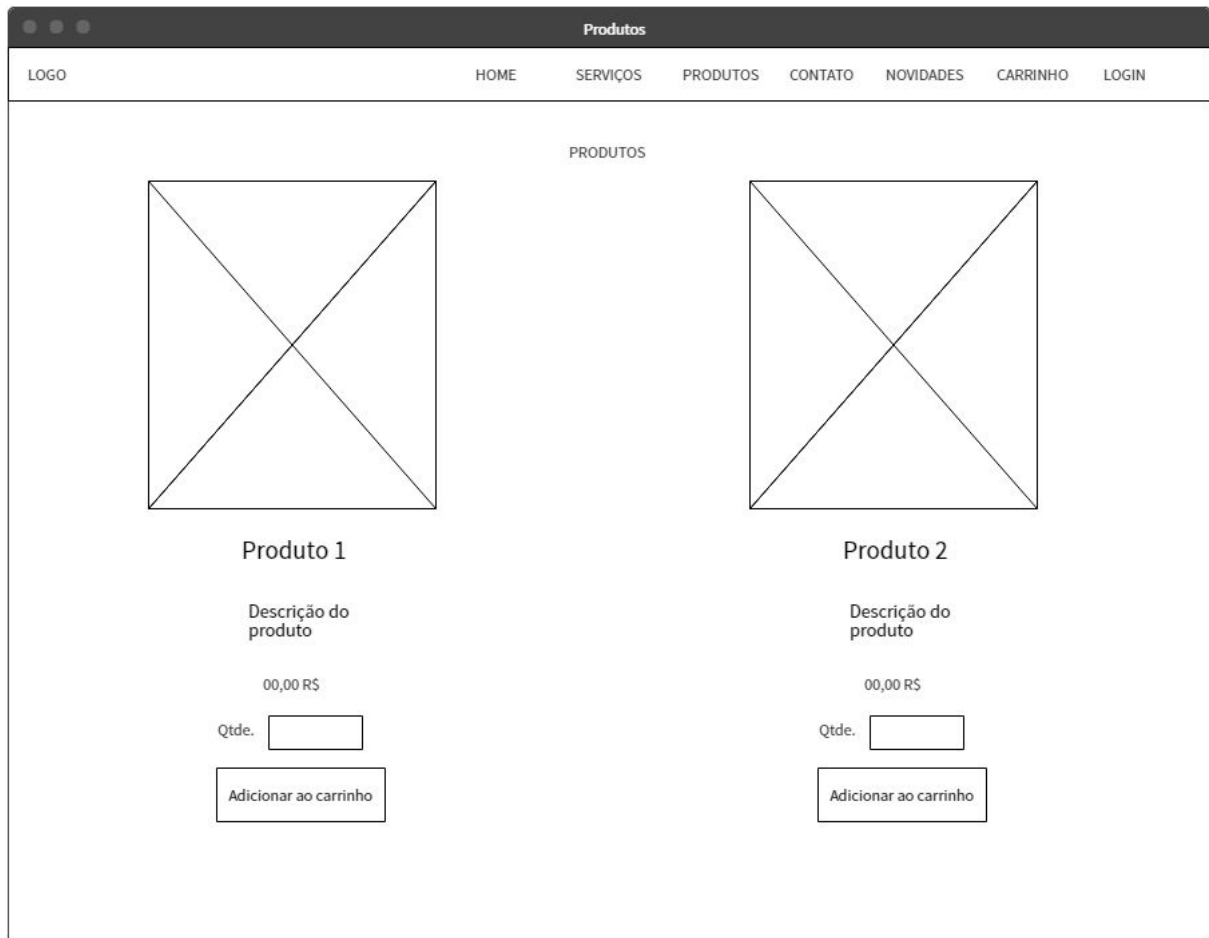 Produtos
LOGO HOME SERVIÇOS PRODUTOS CONTATO NOVIDADES CARRINHO LOGIN
PRODUTOS
Produto 1
Descrição do
produto
00,00 R$
Qtde.
Adicionar ao carrinho
Produto 2
Descrição do
produto
00,00 R$
Qtde.
Adicionar ao carrinho